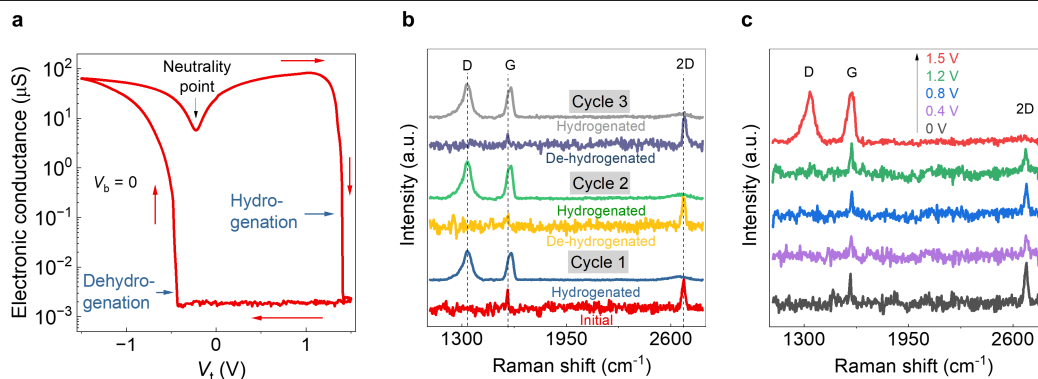 a
Electronic conductance (µS)
10²
10¹
10⁰
10⁻¹
10⁻²
10⁻³
Neutrality
point
Vb = 0
Hydro-
genation
Dehydro-
genation
−1
0
1
Vt (V)
b
Intensity (a.u.)
D
G
2D
Cycle 3
Hydrogenated
De-hydrogenated
Cycle 2
Hydrogenated
De-hydrogenated
Cycle 1
Hydrogenated
Initial
1300
1950
2600
Raman shift (cm⁻¹)
c
Intensity (a.u.)
D
G
1.5 V
1.2 V
0.8 V
0.4 V
0 V
2D
1300
1950
2600
Raman shift (cm⁻¹)